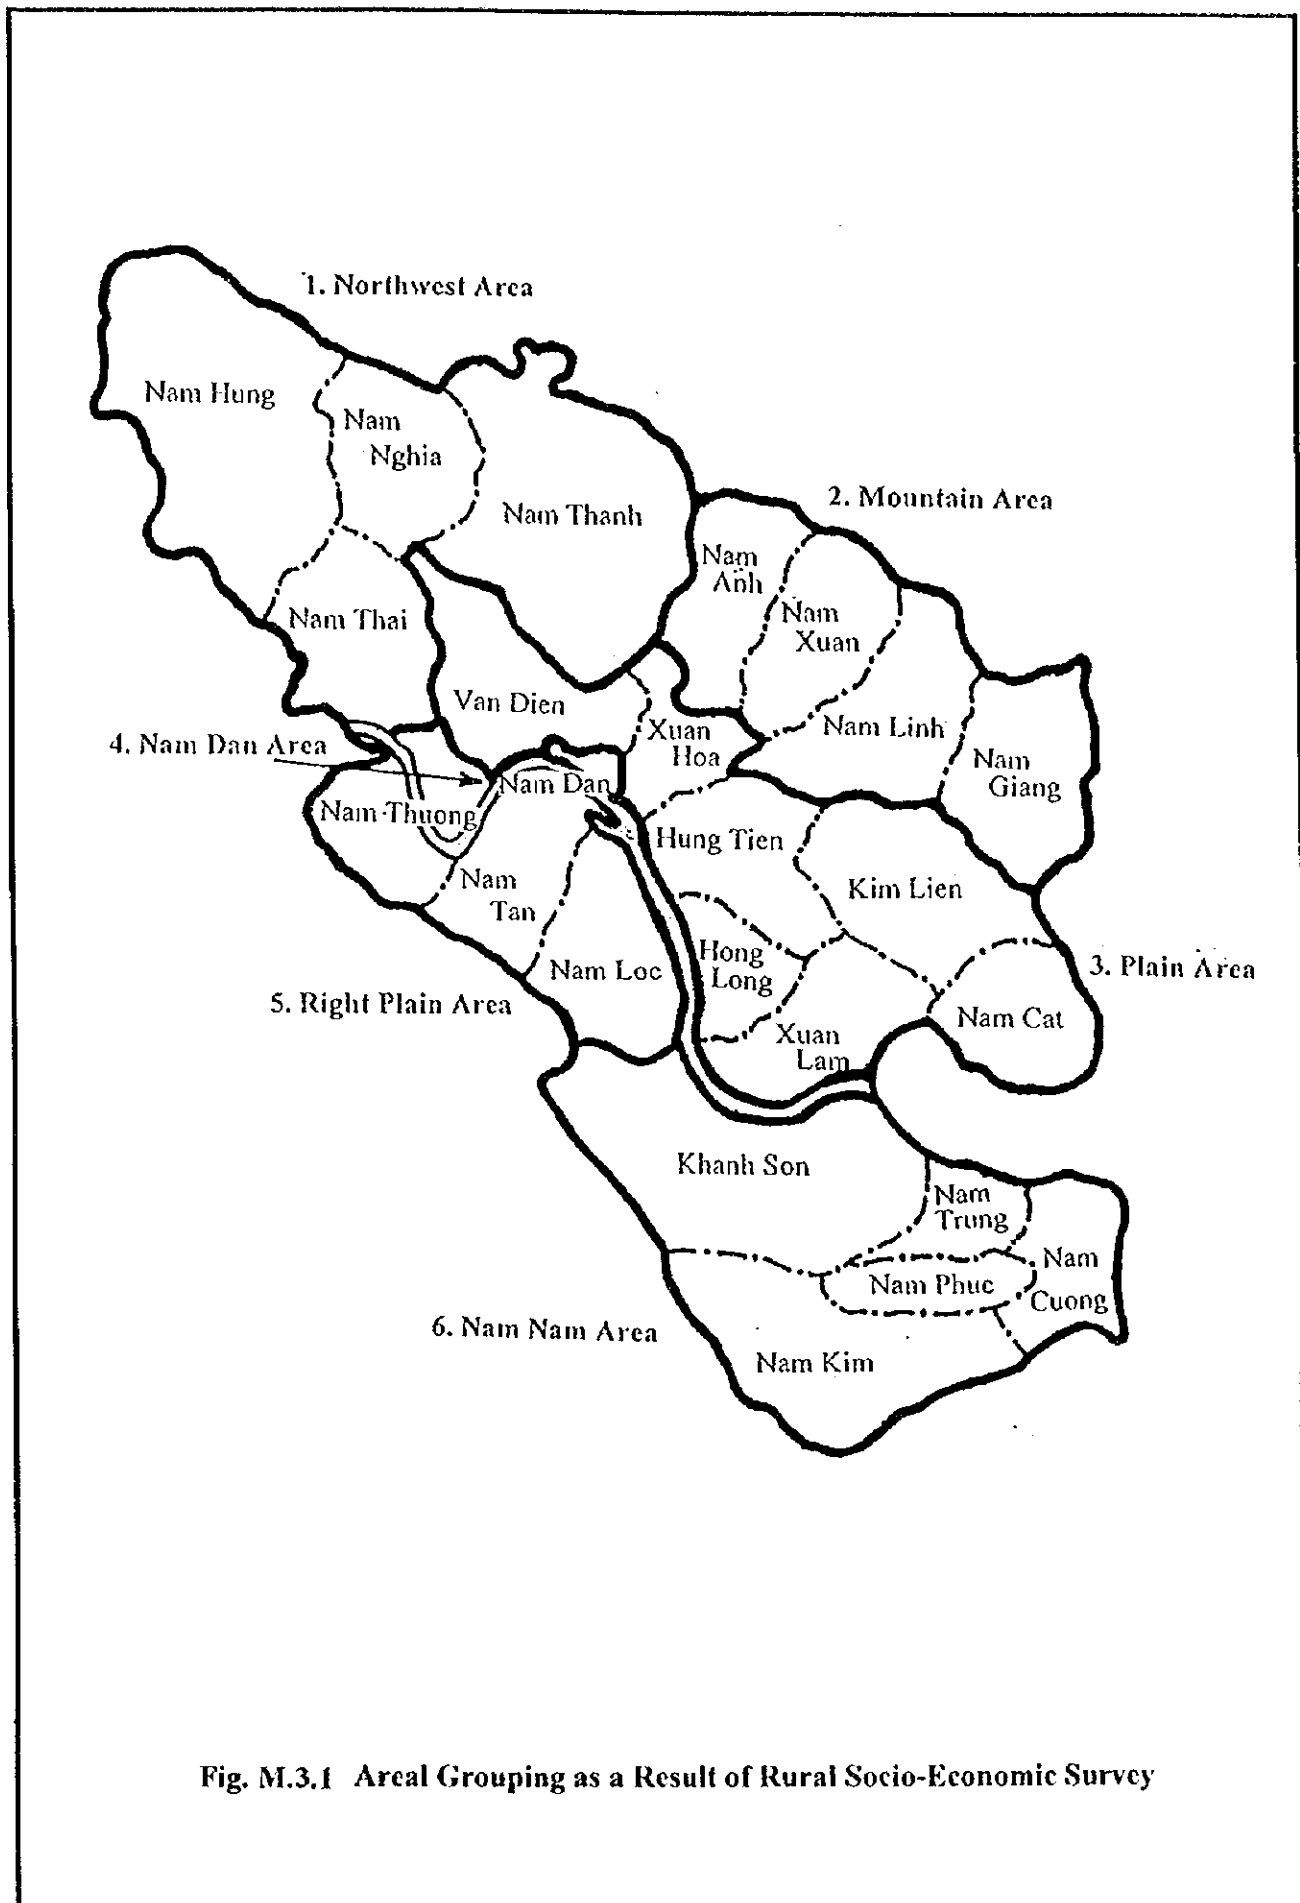 1. Northwest Area
Nam Hung
Nam
Nghia
Nam Thanh
2. Mountain Area
Nam
Anh
Nam
Xuan
Nam Thai
Van Dien
Xuan
Hoa
Nam Linh
Nam
Giang
4. Nam Dan Area
Nam Dan
Nam Thuong
Hung Tien
Kim Lien
Nam
Tan
Nam Loc
Hong
Long
3. Plain Area
5. Right Plain Area
Xuan
Lam
Nam Cat
Khanh Son
Nam
Trung
Nam
Cuong
Nam Phuc
6. Nam Nam Area
Nam Kim
Fig. M.3.1 Areal Grouping as a Result of Rural Socio-Economic Survey